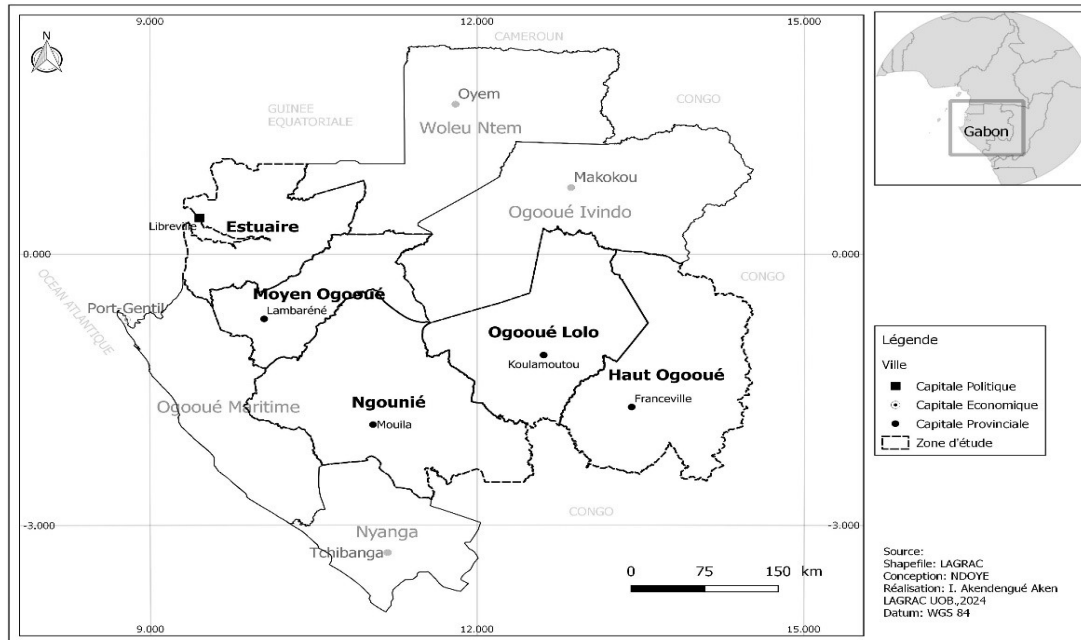 9.000
12.000
15.000
N
CAMEROUN
Oyem
GUINEE
EQUATORIALE
Woleu Ntem
CONGO
Gabon
Makokou
Ogooué Ivindo
Libreville
Estuaire
0.000
0.000
OCEAN ATLANTIQUE
CONGO
Moyen Ogooué
Port-Gentil
Lambaréné
Ogooué Lolo
Koulamoutou
Haut Ogooué
Franceville
Ogooué Maritime
Ngounié
Mouila
Légende
Ville
Capitale Politique
Capitale Economique
Capitale Provinciale
Zone d'étude
-3.000
-3.000
CONGO
Nyanga
Tchibanga
0 75 150 km
Source:
Shapefile: LAGRAC
Conception: NDOYE
Réalisation: I. Akendengué Aken
LAGRAC UOB.,2024
Datum: WGS 84
9.000
12.000
15.000